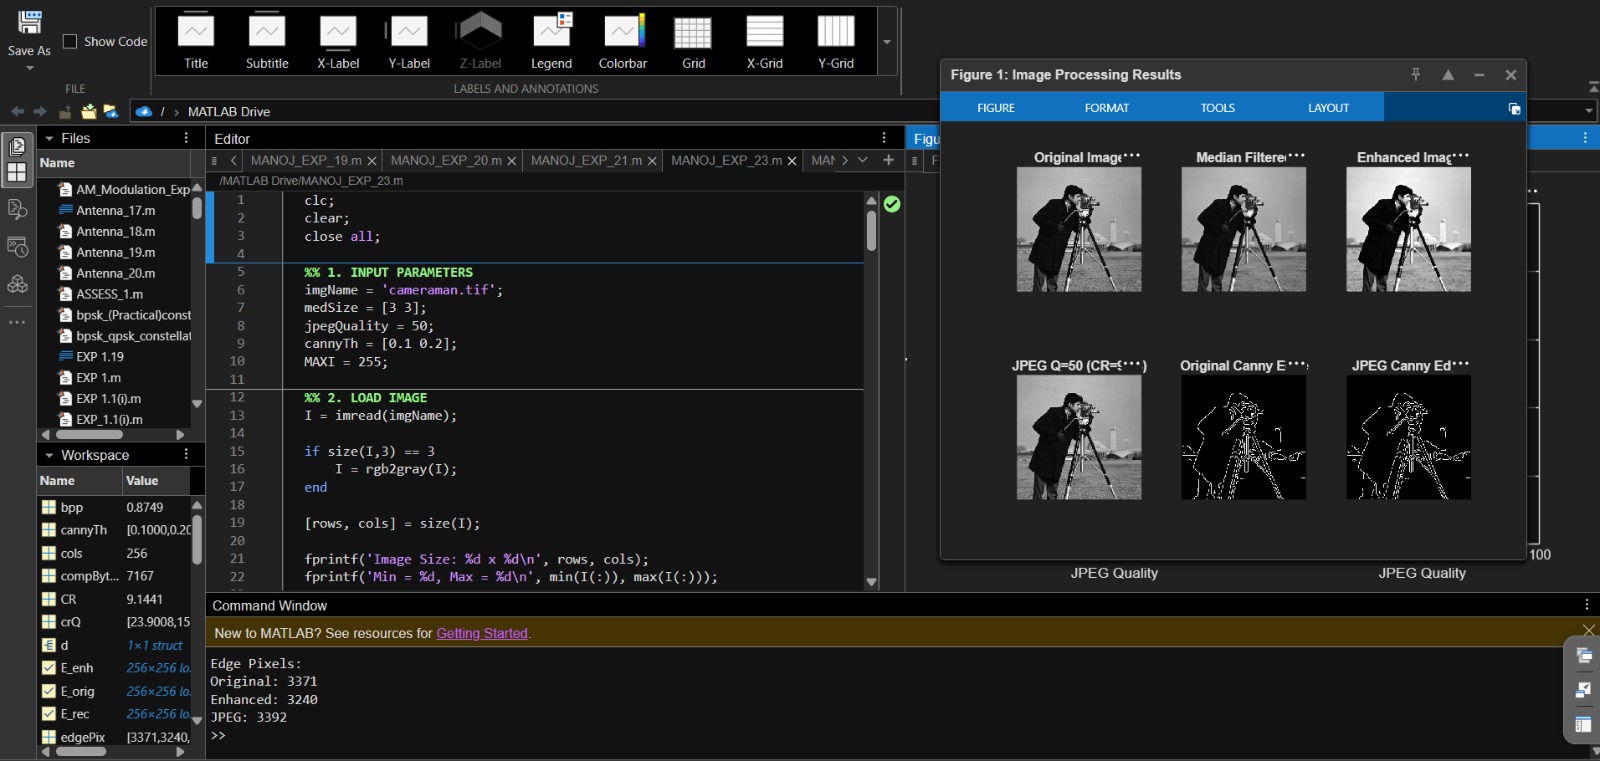 Save As
Show Code
FILE
Title
Subtitle
X-Label
Y-Label
Z-Label
Legend
Colorbar
Grid
X-Grid
Y-Grid
LABELS AND ANNOTATIONS
/ > MATLAB Drive
Files
Name
AM_Modulation_Exp
Antenna_17.m
Antenna_18.m
Antenna_19.m
Antenna_20.m
ASSESS_1.m
bpsk_(Practical)const
bpsk_qpsk_constellat
EXP 1.19
EXP 1.m
EXP 1.1(i).m
EXP_1.1(i).m
Workspace
Name Value
bpp 0.8749
cannyTh [0.1000,0.20
cols 256
compByt... 7167
CR 9.1441
crQ [23.9008,15
d 1×1 struct
E_enh 256×256 lo
E_orig 256×256 lo
E_rec 256×256 lo
edgePix [3371,3240,
Editor
MANOJ_EXP_19.m
MANOJ_EXP_20.m
MANOJ_EXP_21.m
MANOJ_EXP_23.m
MAN
/MATLAB Drive/MANOJ_EXP_23.m
1 clc;
2 clear;
3 close all;
4
5 %% 1. INPUT PARAMETERS
6 imgName = 'cameraman.tif';
7 medSize = [3 3];
8 jpegQuality = 50;
9 cannyTh = [0.1 0.2];
10 MAXI = 255;
11
12 %% 2. LOAD IMAGE
13 I = imread(imgName);
14
15 if size(I,3) == 3
16 I = rgb2gray(I);
17 end
18
19 [rows, cols] = size(I);
20
21 fprintf('Image Size: %d x %d\n', rows, cols);
22 fprintf('Min = %d, Max = %d\n', min(I(:)), max(I(:)));
Figu
F
Figure 1: Image Processing Results
FIGURE
FORMAT
TOOLS
LAYOUT
Original Image...
Median Filtered...
Enhanced Imag...
JPEG Q=50 (CR=9...)
Original Canny E...
JPEG Canny Ed...
100
JPEG Quality
JPEG Quality
Command Window
New to MATLAB? See resources for Getting Started.
Edge Pixels:
Original: 3371
Enhanced: 3240
JPEG: 3392
>>